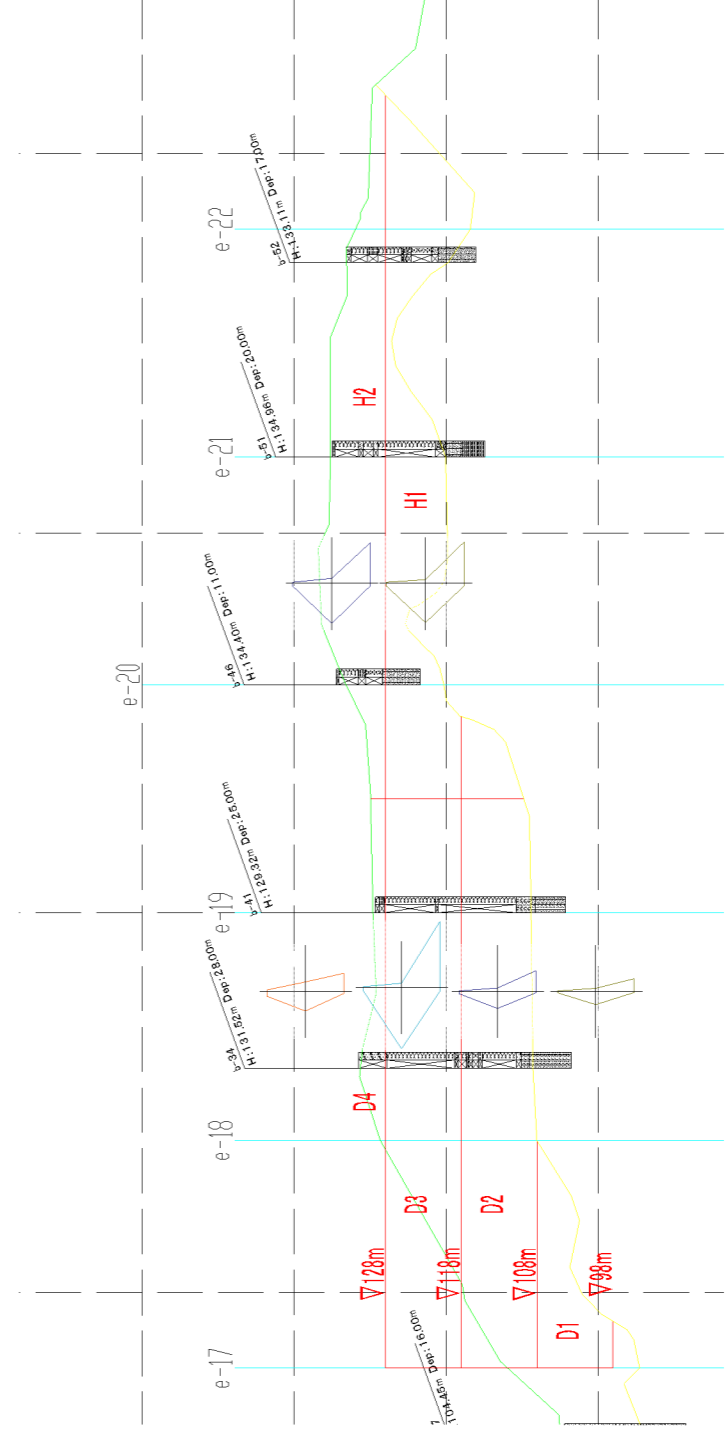 e-22
b-52
H:133.11m Dep:17.00m
e-21
b-51
H:134.96m Dep:20.00m
H2
H1
e-20
b-46
H:134.40m Dep:11.00m
e-19
b-41
H:129.32m Dep:25.00m
b-34
H:131.52m Dep:28.00m
D4
e-18
D3
D2
▽128m
▽118m
▽108m
▽98m
D1
e-17
7
104.45m Dep:16.00m